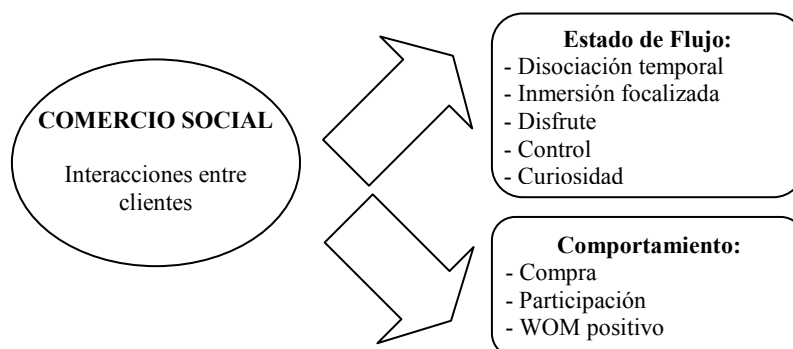 COMERCIO SOCIAL
Interacciones entre
clientes
Estado de Flujo:
- Disociación temporal
- Inmersión focalizada
- Disfrute
- Control
- Curiosidad
Comportamiento:
- Compra
- Participación
- WOM positivo